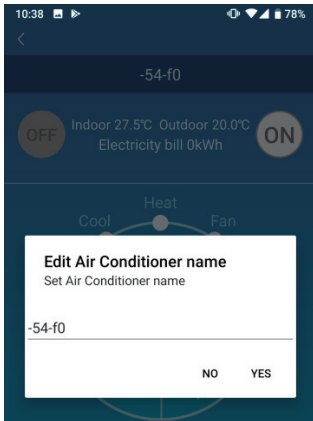 10:38 78%
-54-f0
OFF Indoor 27.5℃ Outdoor 20.0℃ ON
Electricity bill 0kWh
Heat
Cool Fan
Edit Air Conditioner name
Set Air Conditioner name
-54-f0
NO YES